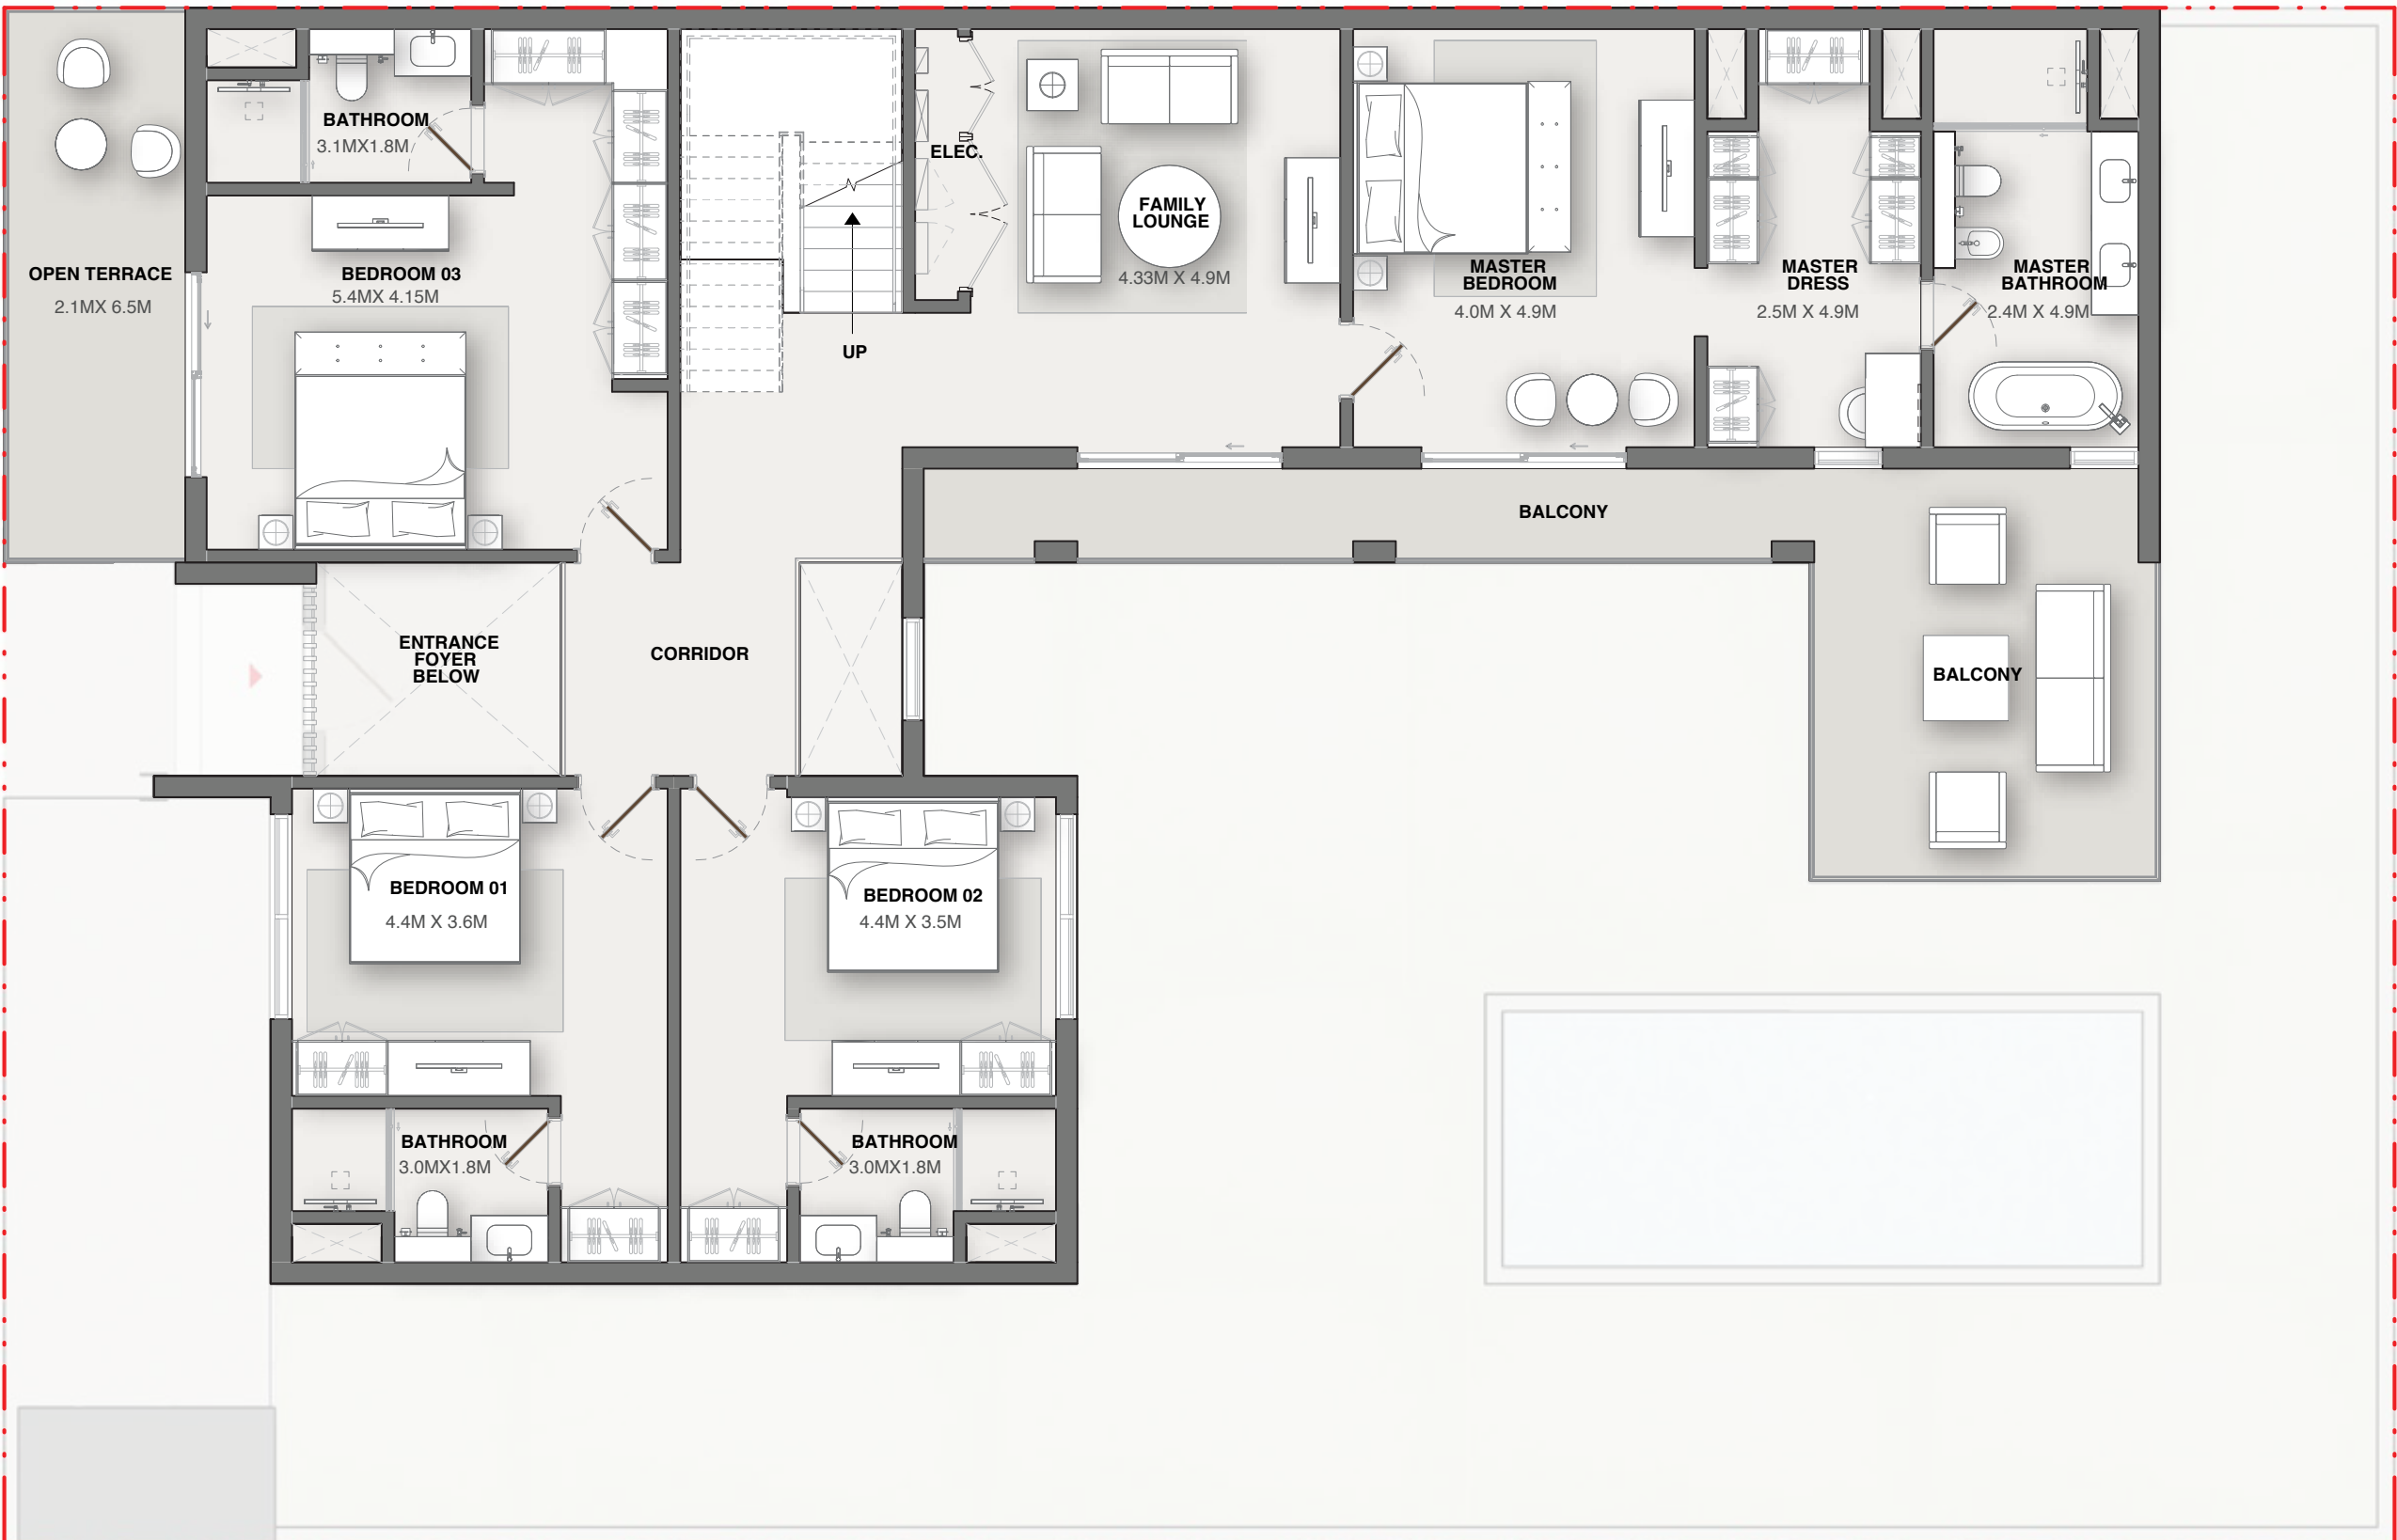 BATHROOM
3.1MX1.8M
ELEC.
FAMILY
LOUNGE
4.33M X 4.9M
OPEN TERRACE
2.1MX 6.5M
BEDROOM 03
5.4MX 4.15M
UP
MASTER
BEDROOM
4.0M X 4.9M
MASTER
DRESS
2.5M X 4.9M
MASTER
BATHROOM
2.4M X 4.9M
BALCONY
ENTRANCE
FOYER
BELOW
CORRIDOR
BALCONY
BEDROOM 01
4.4M X 3.6M
BEDROOM 02
4.4M X 3.5M
BATHROOM
3.0MX1.8M
BATHROOM
3.0MX1.8M